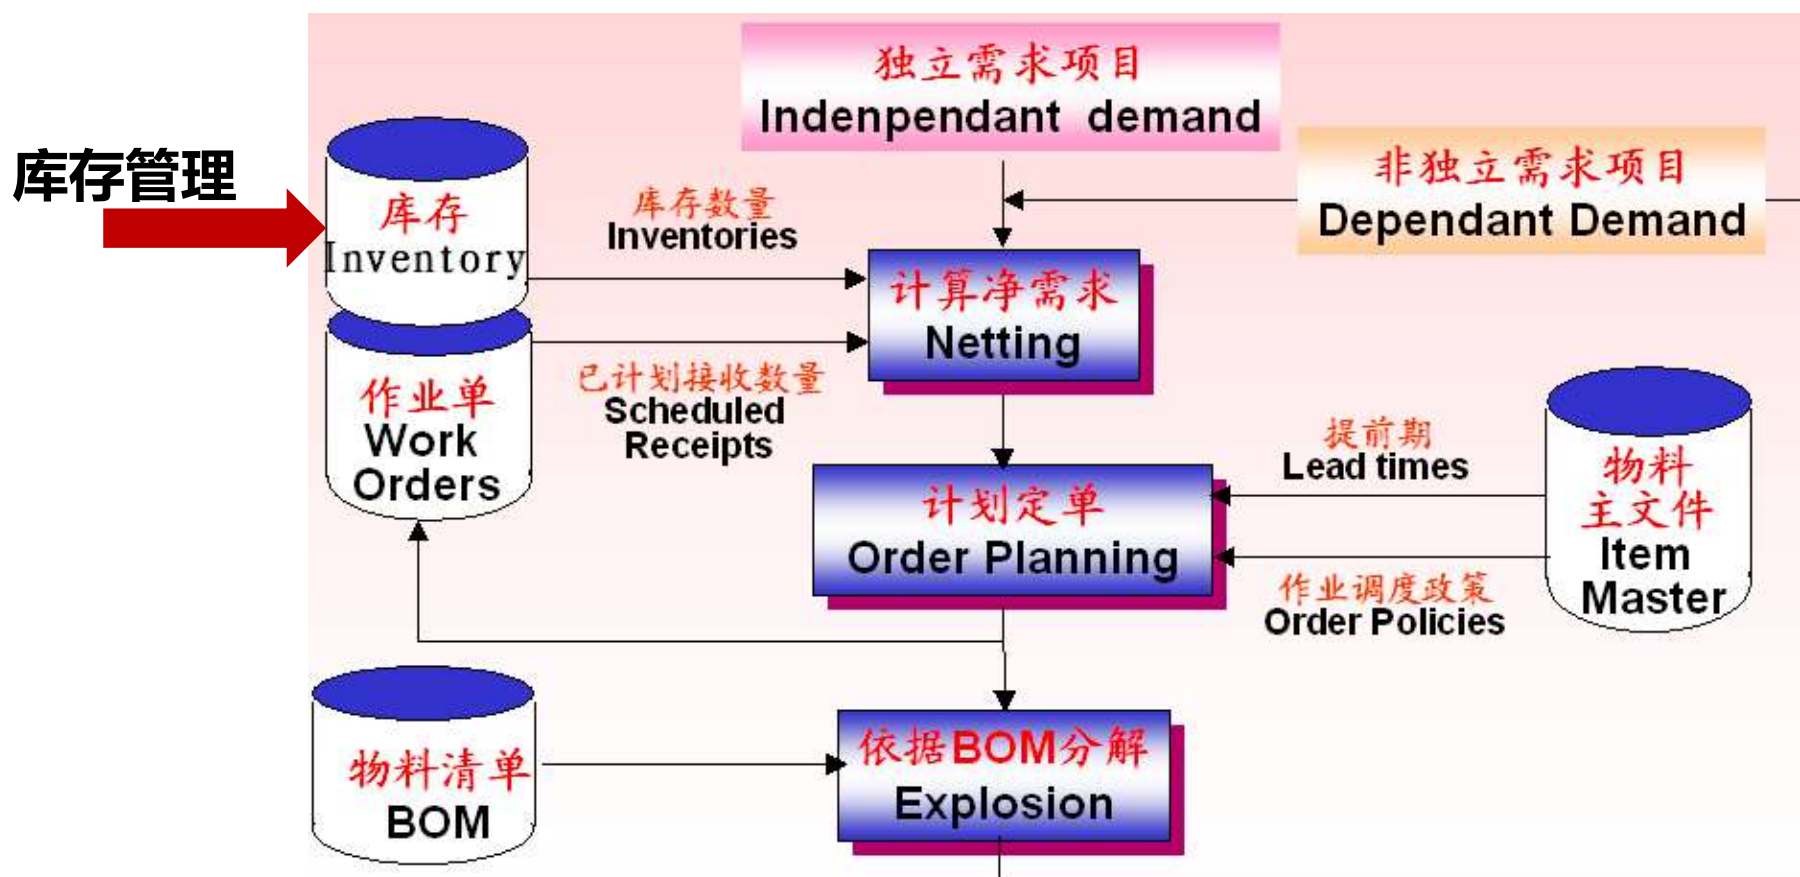 独立需求项目
Indenpendant demand
非独立需求项目
Dependant Demand
库存管理
库存
Inventory
库存数量
Inventories
计算净需求
Netting
作业单
Work
Orders
已计划接收数量
Scheduled
Receipts
提前期
Lead times
物料
主文件
Item
Master
计划定单
Order Planning
作业调度政策
Order Policies
物料清单
BOM
依据BOM分解
Explosion